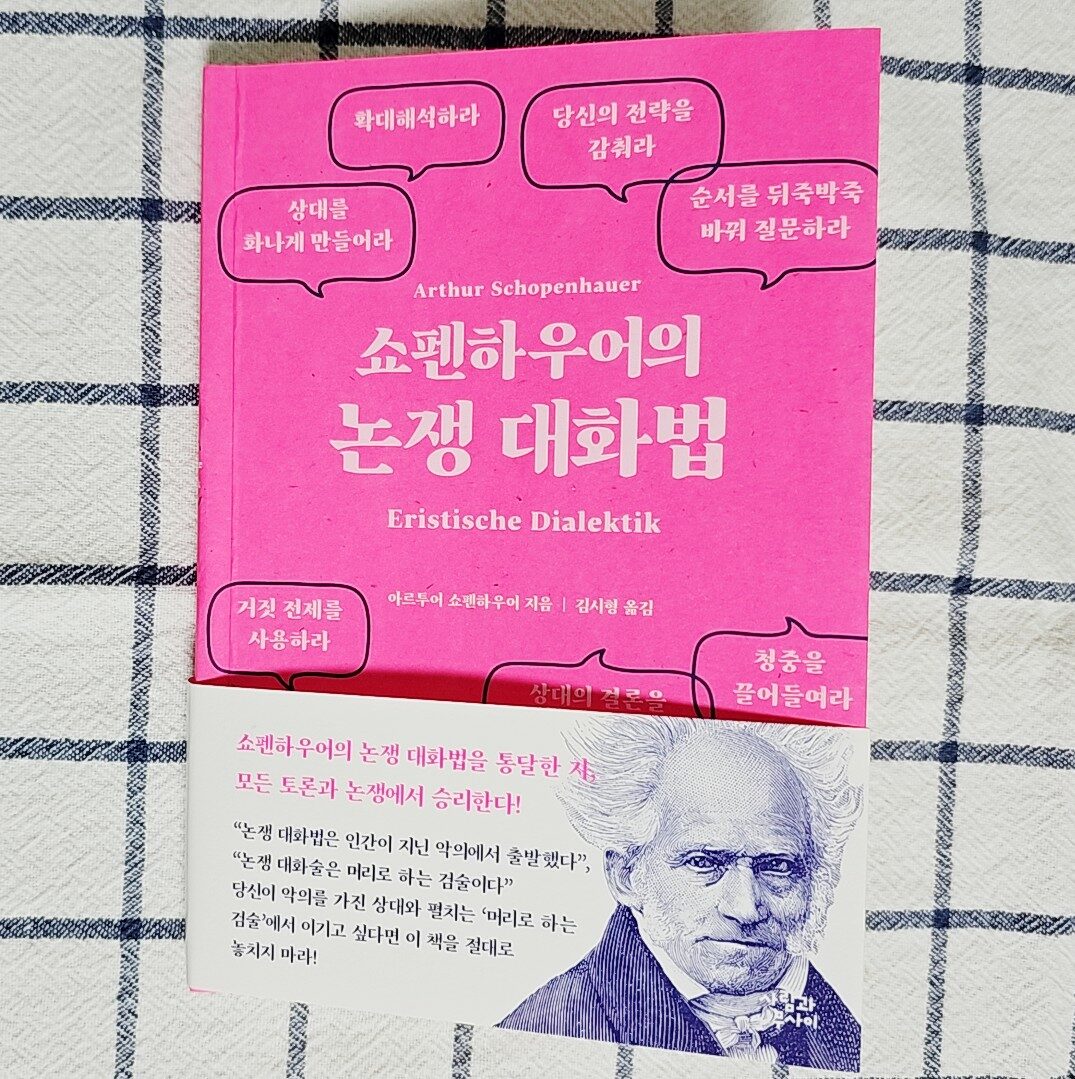 확대해석하라
당신의 전략을
감춰라
상대를
화나게 만들어라
순서를 뒤죽박죽
바꿔 질문하라
Arthur Schopenhauer
쇼펜하우어의
논쟁 대화법
Eristische Dialektik
아르투어 쇼펜하우어 지음 | 김시형 옮김
거짓 전제를
사용하라
상대의 결론을
청중을
끌어들여라
쇼펜하우어의 논쟁 대화법을 통달한 자,
모든 토론과 논쟁에서 승리한다!
“논쟁 대화법은 인간이 지닌 악의에서 출발했다”,
“논쟁 대화술은 머리로 하는 검술이다”
당신이 악의를 가진 상대와 펼치는 ‘머리로 하는
검술’에서 이기고 싶다면 이 책을 절대로
놓치지 마라!
사람과